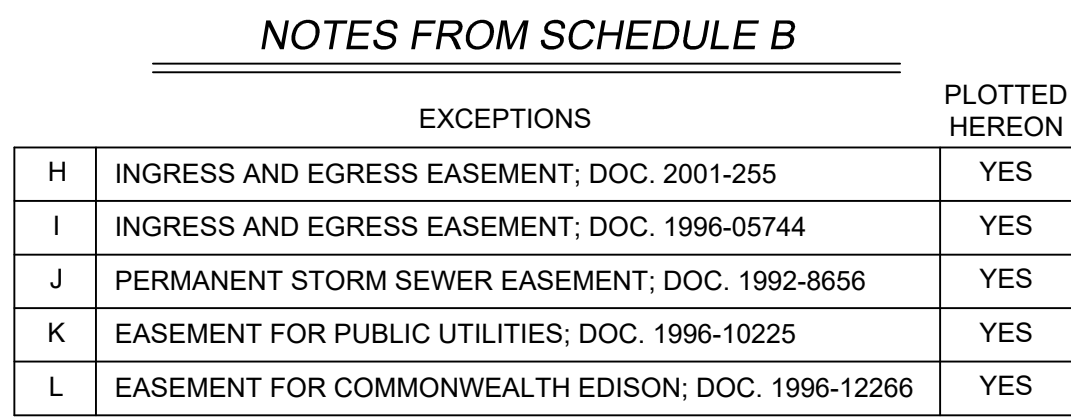 NOTES FROM SCHEDULE B
EXCEPTIONS PLOTTED HEREON
H INGRESS AND EGRESS EASEMENT; DOC. 2001-255 YES
I INGRESS AND EGRESS EASEMENT; DOC. 1996-05744 YES
J PERMANENT STORM SEWER EASEMENT; DOC. 1992-8656 YES
K EASEMENT FOR PUBLIC UTILITIES; DOC. 1996-10225 YES
L EASEMENT FOR COMMONWEALTH EDISON; DOC. 1996-12266 YES